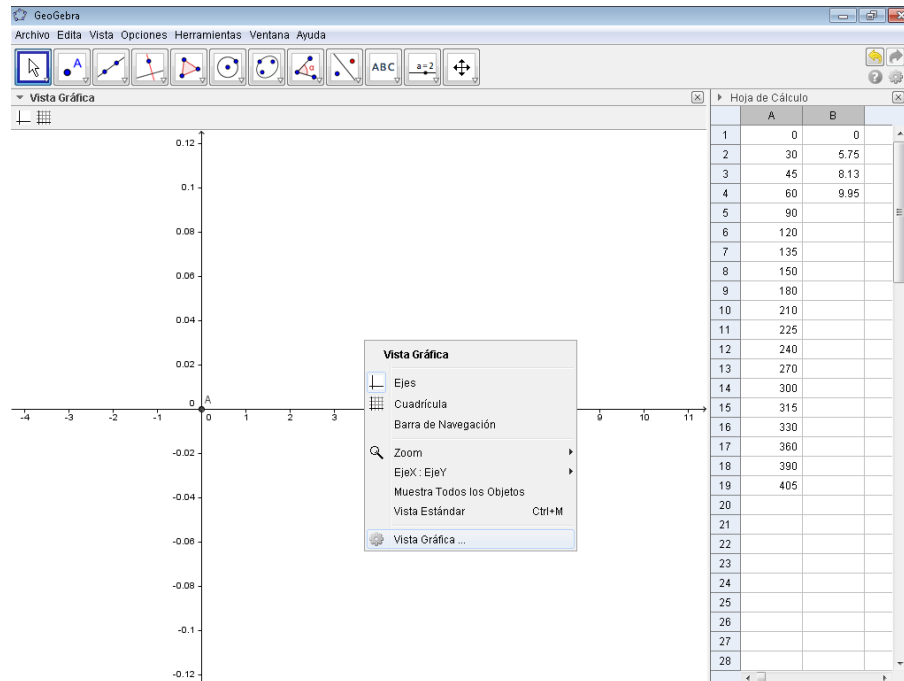 GeoGebra
Archivo Edita Vista Opciones Herramientas Ventana Ayuda
A ABC a=2
Vista Gráfica
Hoja de Cálculo
A B
1 0 0
2 30 5.75
3 45 8.13
4 60 9.95
5 90
6 120
7 135
8 150
9 180
10 210
11 225
12 240
13 270
14 300
15 315
16 330
17 360
18 390
19 405
20
21
22
23
24
25
26
27
28
0.12
0.1
0.08
0.06
0.04
0.02
0
A
-4 -3 -2 -1 0 1 2 3 9 10 11
-0.02
-0.04
-0.06
-0.08
-0.1
-0.12
Vista Gráfica
Ejes
Cuadrícula
Barra de Navegación
Zoom
EjeX : EjeY
Muestra Todos los Objetos
Vista Estándar Ctrl+M
Vista Gráfica ...